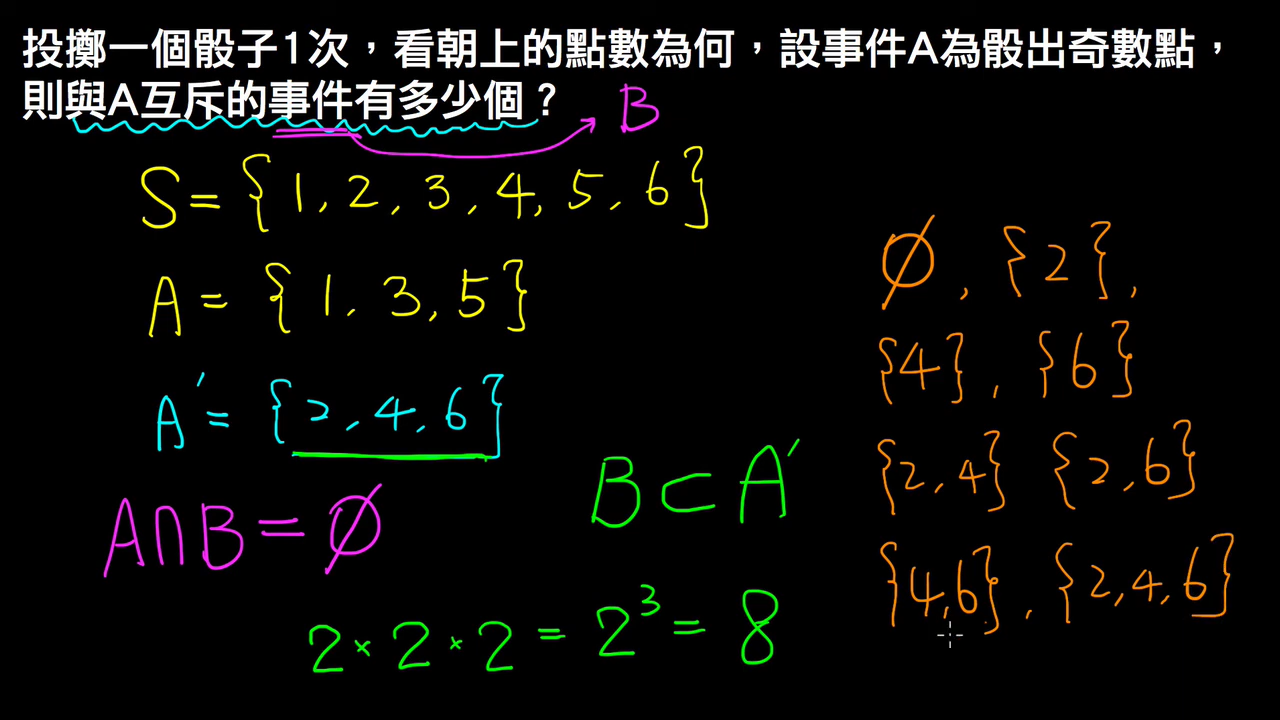 投擲一個骰子1次，看朝上的點數為何，設事件A為骰出奇數點，
則與A互斥的事件有多少個？
B
S = {1, 2, 3, 4, 5, 6}
A = {1, 3, 5}
A' = {2, 4, 6}
A∩B = ∅
B⊂A'
2 × 2 × 2 = 2³ = 8
∅, {2},
{4}, {6}
{2, 4} {2, 6}
{4, 6}, {2, 4, 6}